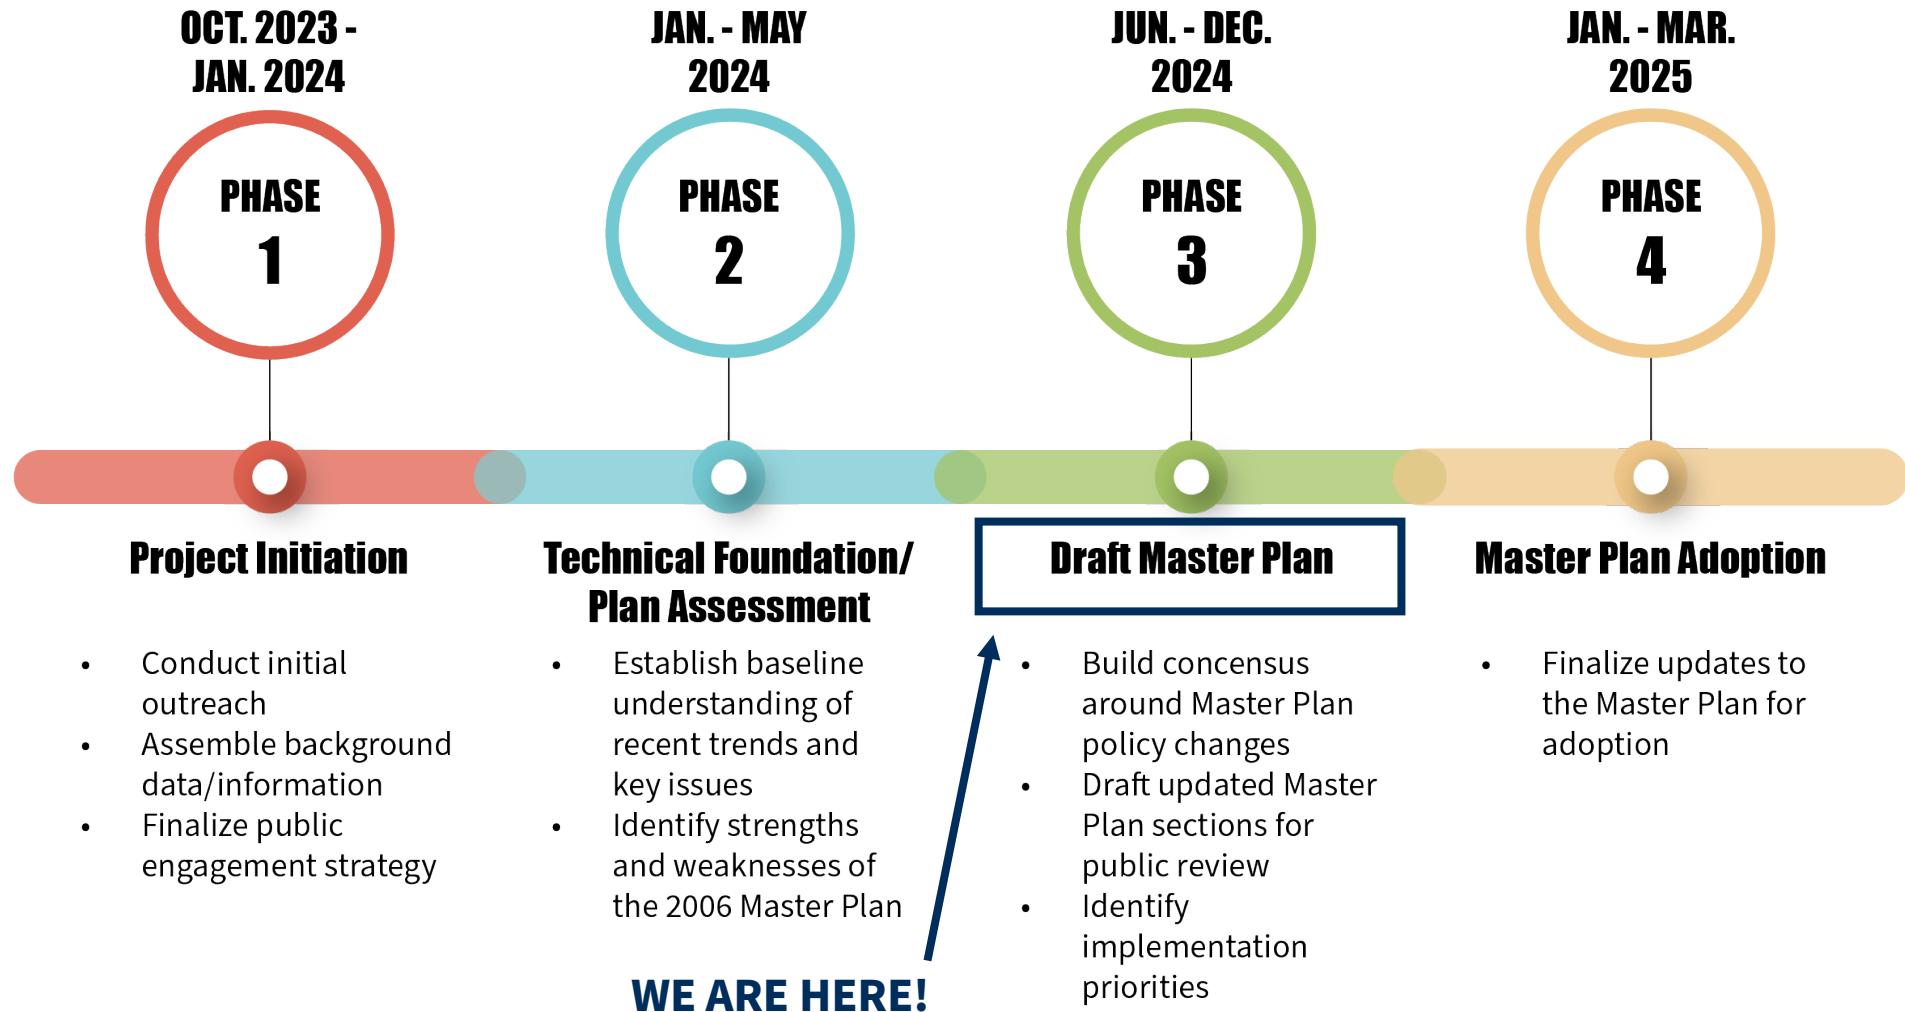 OCT. 2023 -
JAN. 2024
PHASE
1
Project Initiation
• Conduct initial
outreach
• Assemble background
data/information
• Finalize public
engagement strategy
JAN. - MAY
2024
PHASE
2
Technical Foundation/
Plan Assessment
• Establish baseline
understanding of
recent trends and
key issues
• Identify strengths
and weaknesses of
the 2006 Master Plan
WE ARE HERE!
JUN. - DEC.
2024
PHASE
3
Draft Master Plan
• Build concensus
around Master Plan
policy changes
• Draft updated Master
Plan sections for
public review
• Identify
implementation
priorities
JAN. - MAR.
2025
PHASE
4
Master Plan Adoption
• Finalize updates to
the Master Plan for
adoption